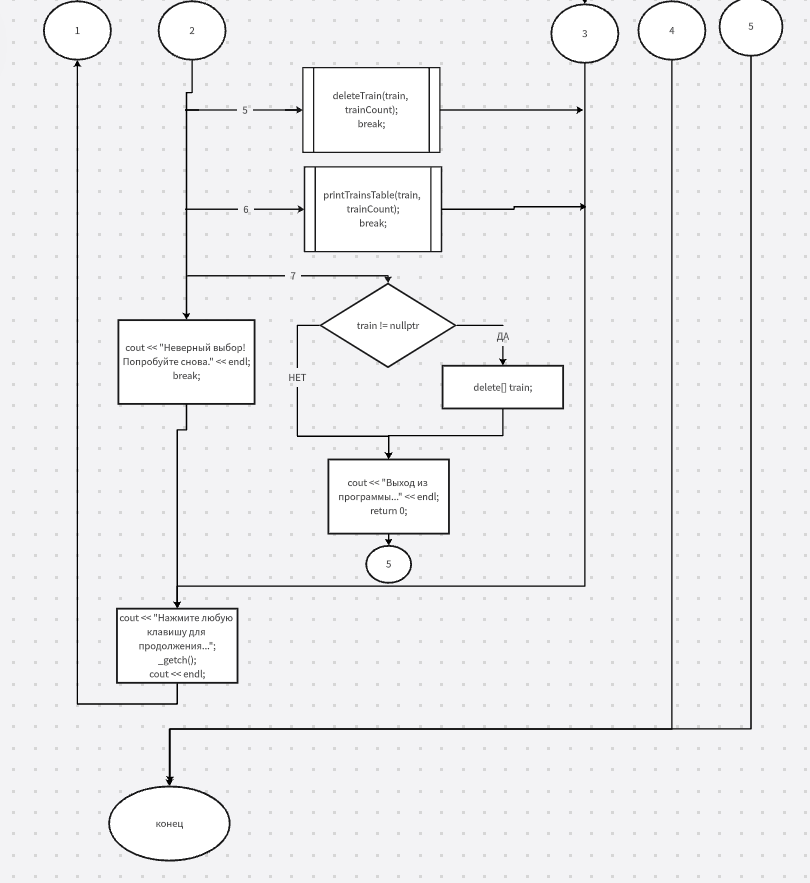 1
2
3
4
5
deleteTrain(train,
trainCount);
break;
5
printTrainsTable(train,
trainCount);
break;
6
7
train != nullptr
ДА
НЕТ
cout << "Неверный выбор!
Попробуйте снова." << endl;
break;
delete[] train;
cout << "Выход из
программы..." << endl;
return 0;
5
cout << "Нажмите любую
клавишу для
продолжения...";
_getch();
cout << endl;
конец